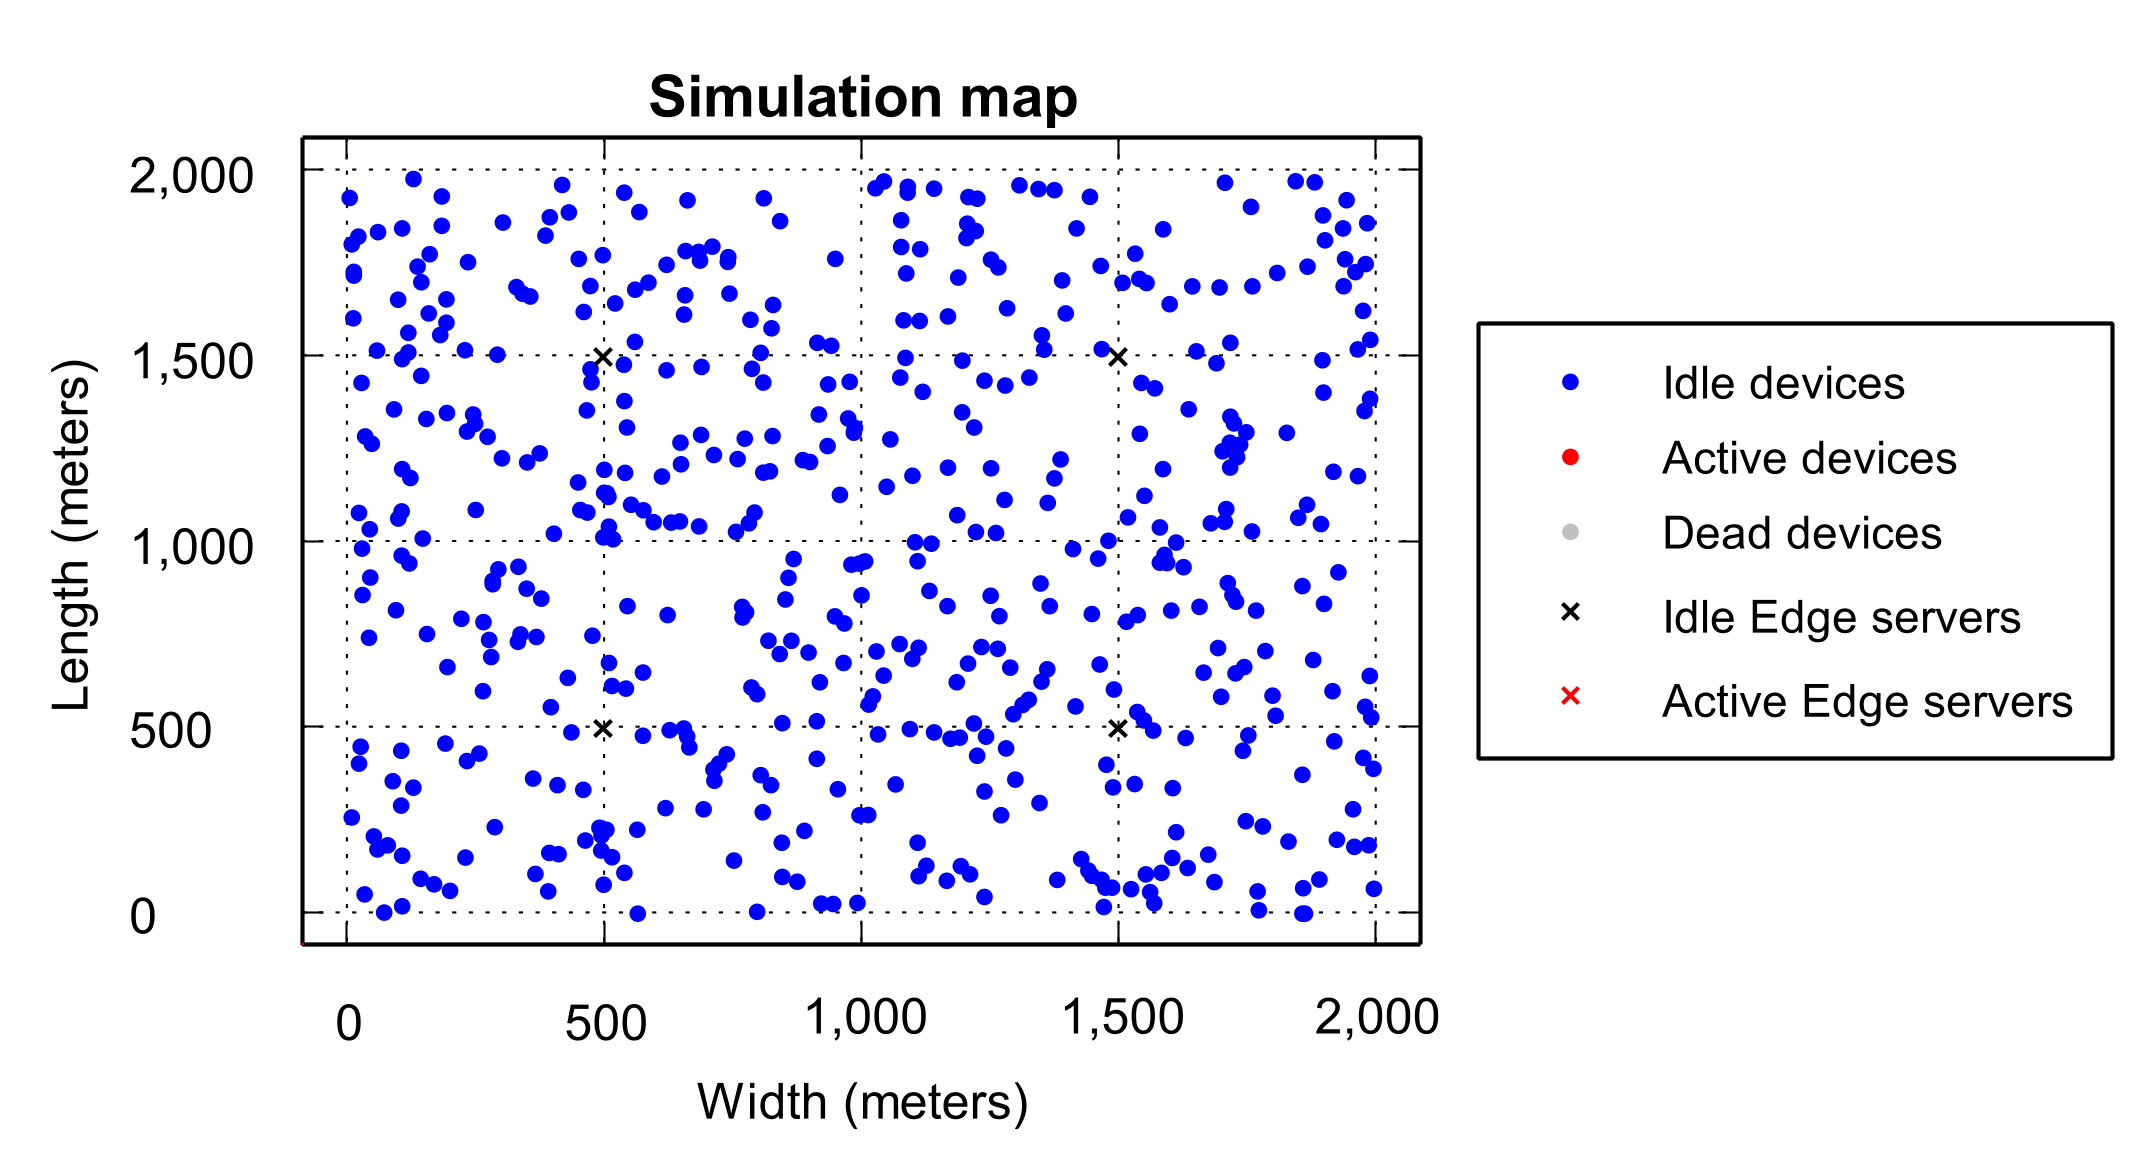 Simulation map
2,000
1,500
1,000
500
0
Length (meters)
0
500
1,000
1,500
2,000
Width (meters)
Idle devices
Active devices
Dead devices
Idle Edge servers
Active Edge servers